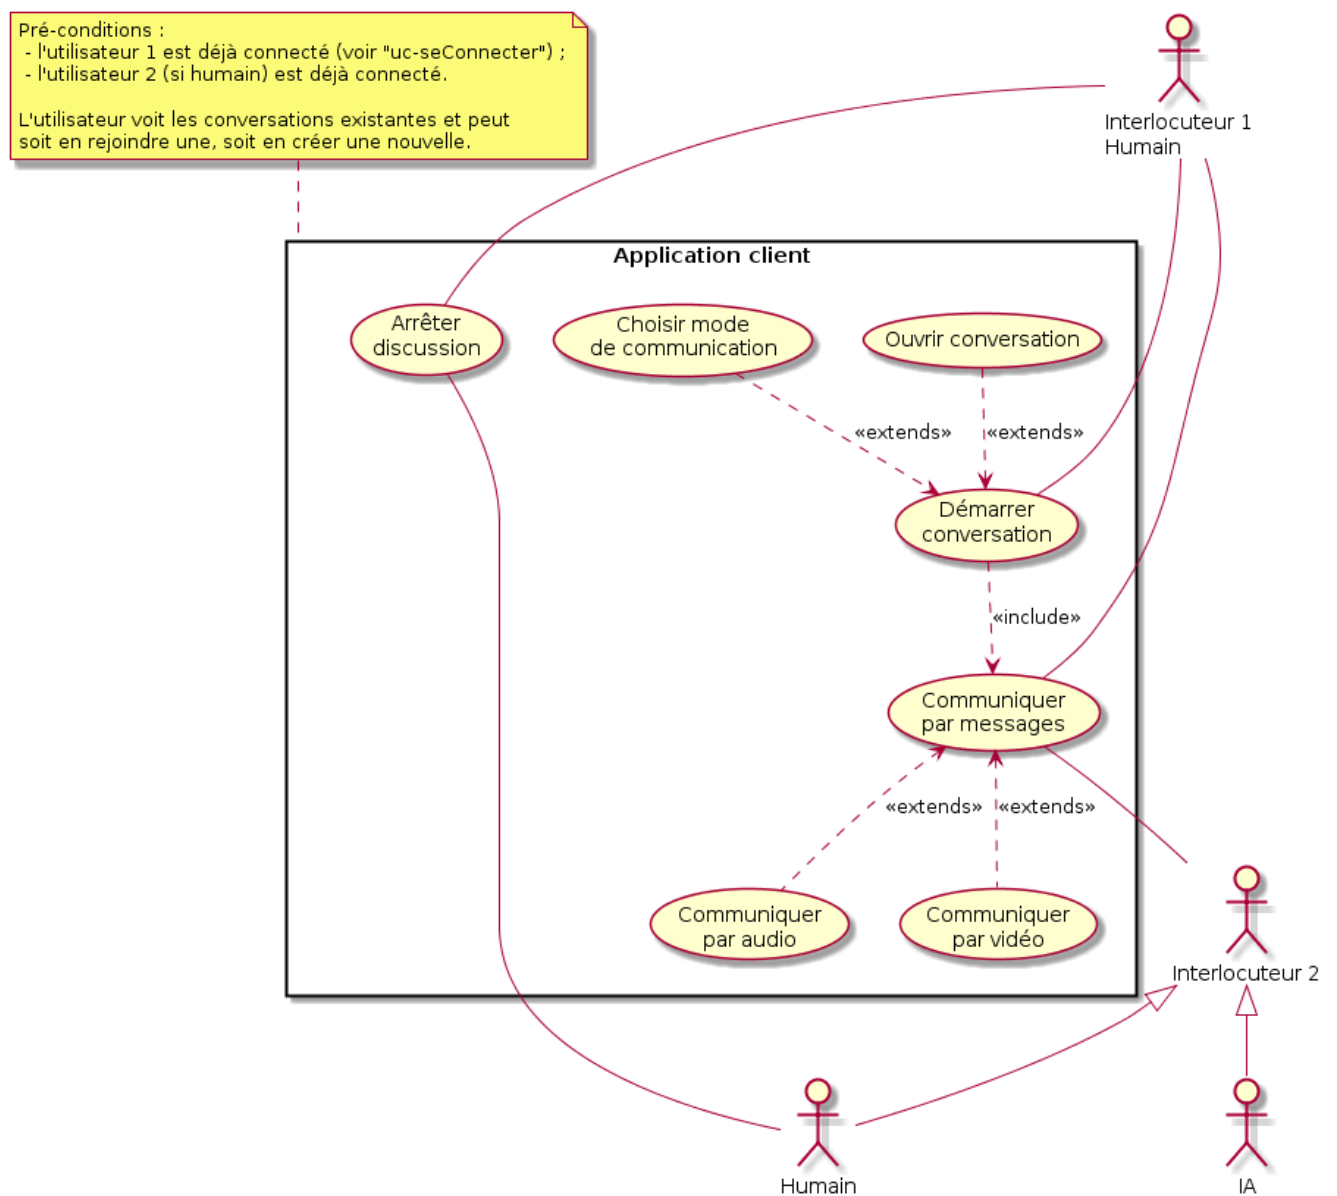 Pré-conditions :
- l'utilisateur 1 est déjà connecté (voir "uc-seConnecter") ;
- l'utilisateur 2 (si humain) est déjà connecté.
L'utilisateur voit les conversations existantes et peut
soit en rejoindre une, soit en créer une nouvelle.
Interlocuteur 1
Humain
Application client
Arrêter
discussion
Choisir mode
de communication
Ouvrir conversation
«extends»
«extends»
Démarrer
conversation
«include»
Communiquer
par messages
«extends»
«extends»
Communiquer
par audio
Communiquer
par vidéo
Interlocuteur 2
Humain
IA